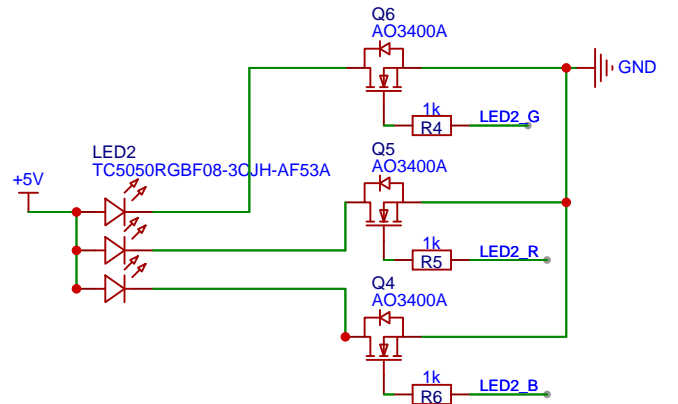 Q6
AO3400A
GND
1k
R4
LED2_G
LED2
TC5050RGBF08-3CJH-AF53A
+5V
Q5
AO3400A
1k
R5
LED2_R
Q4
AO3400A
1k
R6
LED2_B